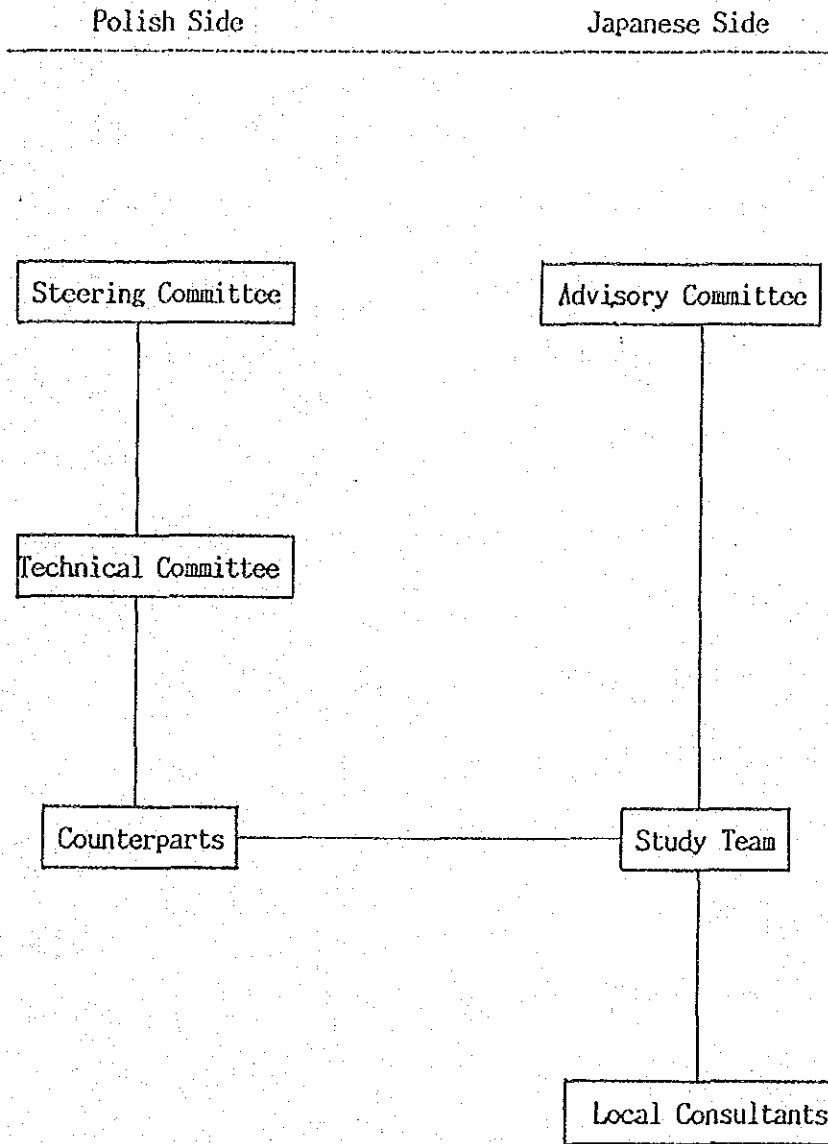 Polish Side
Japanese Side
Steering Committee
Advisory Committee
Technical Committee
Counterparts
Study Team
Local Consultants